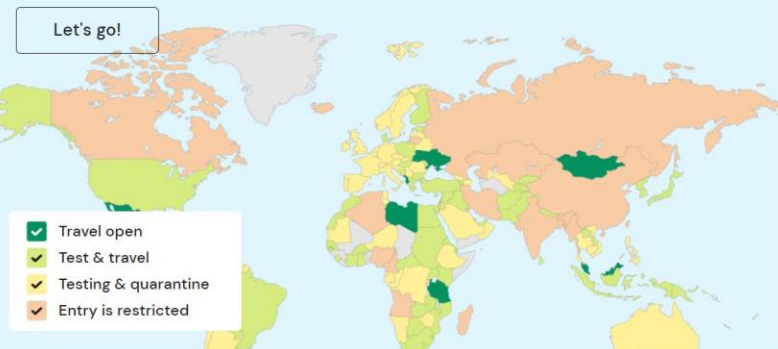 Let's go!
Travel open
Test & travel
Testing & quarantine
Entry is restricted